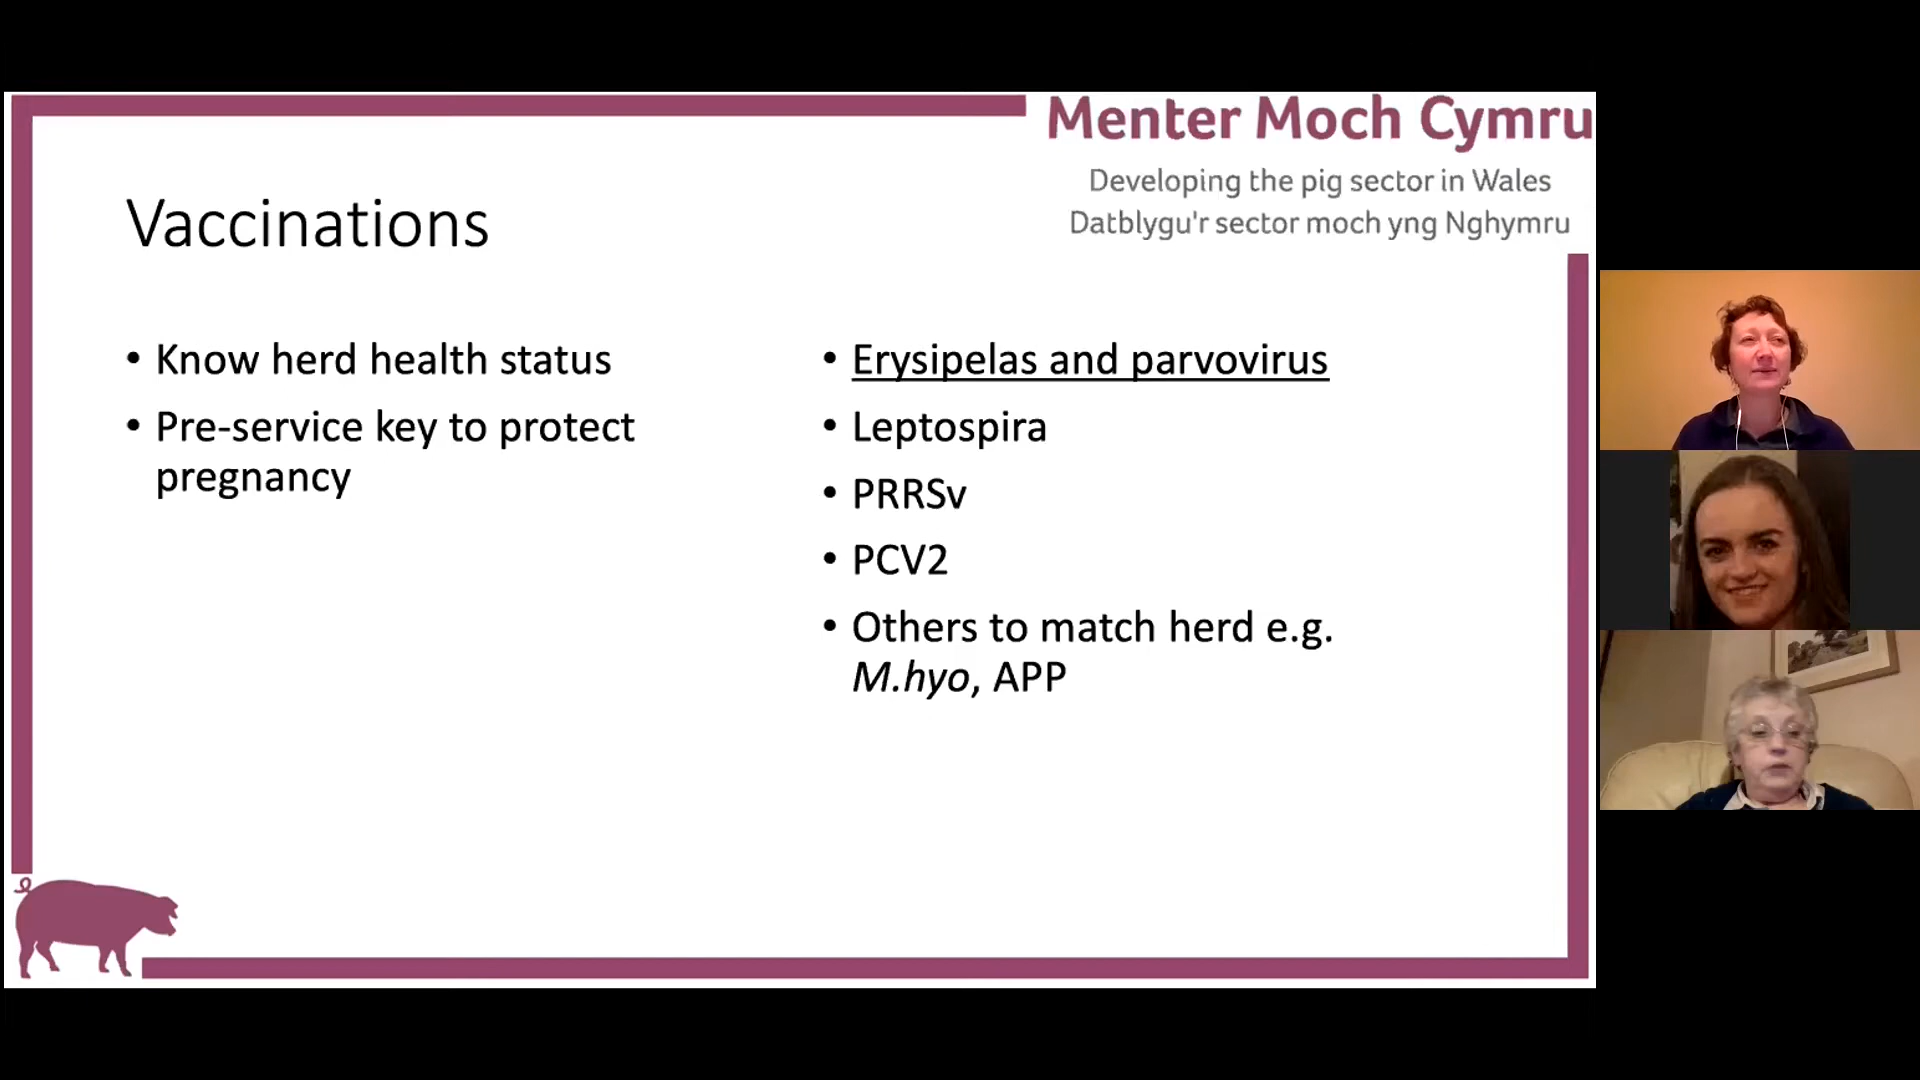 Menter Moch Cymru
Developing the pig sector in Wales
Datblygu'r sector moch yng Nghymru
Vaccinations
• Know herd health status
• Pre-service key to protect
pregnancy
• Erysipelas and parvovirus
• Leptospira
• PRRSv
• PCV2
• Others to match herd e.g.
M.hyo, APP